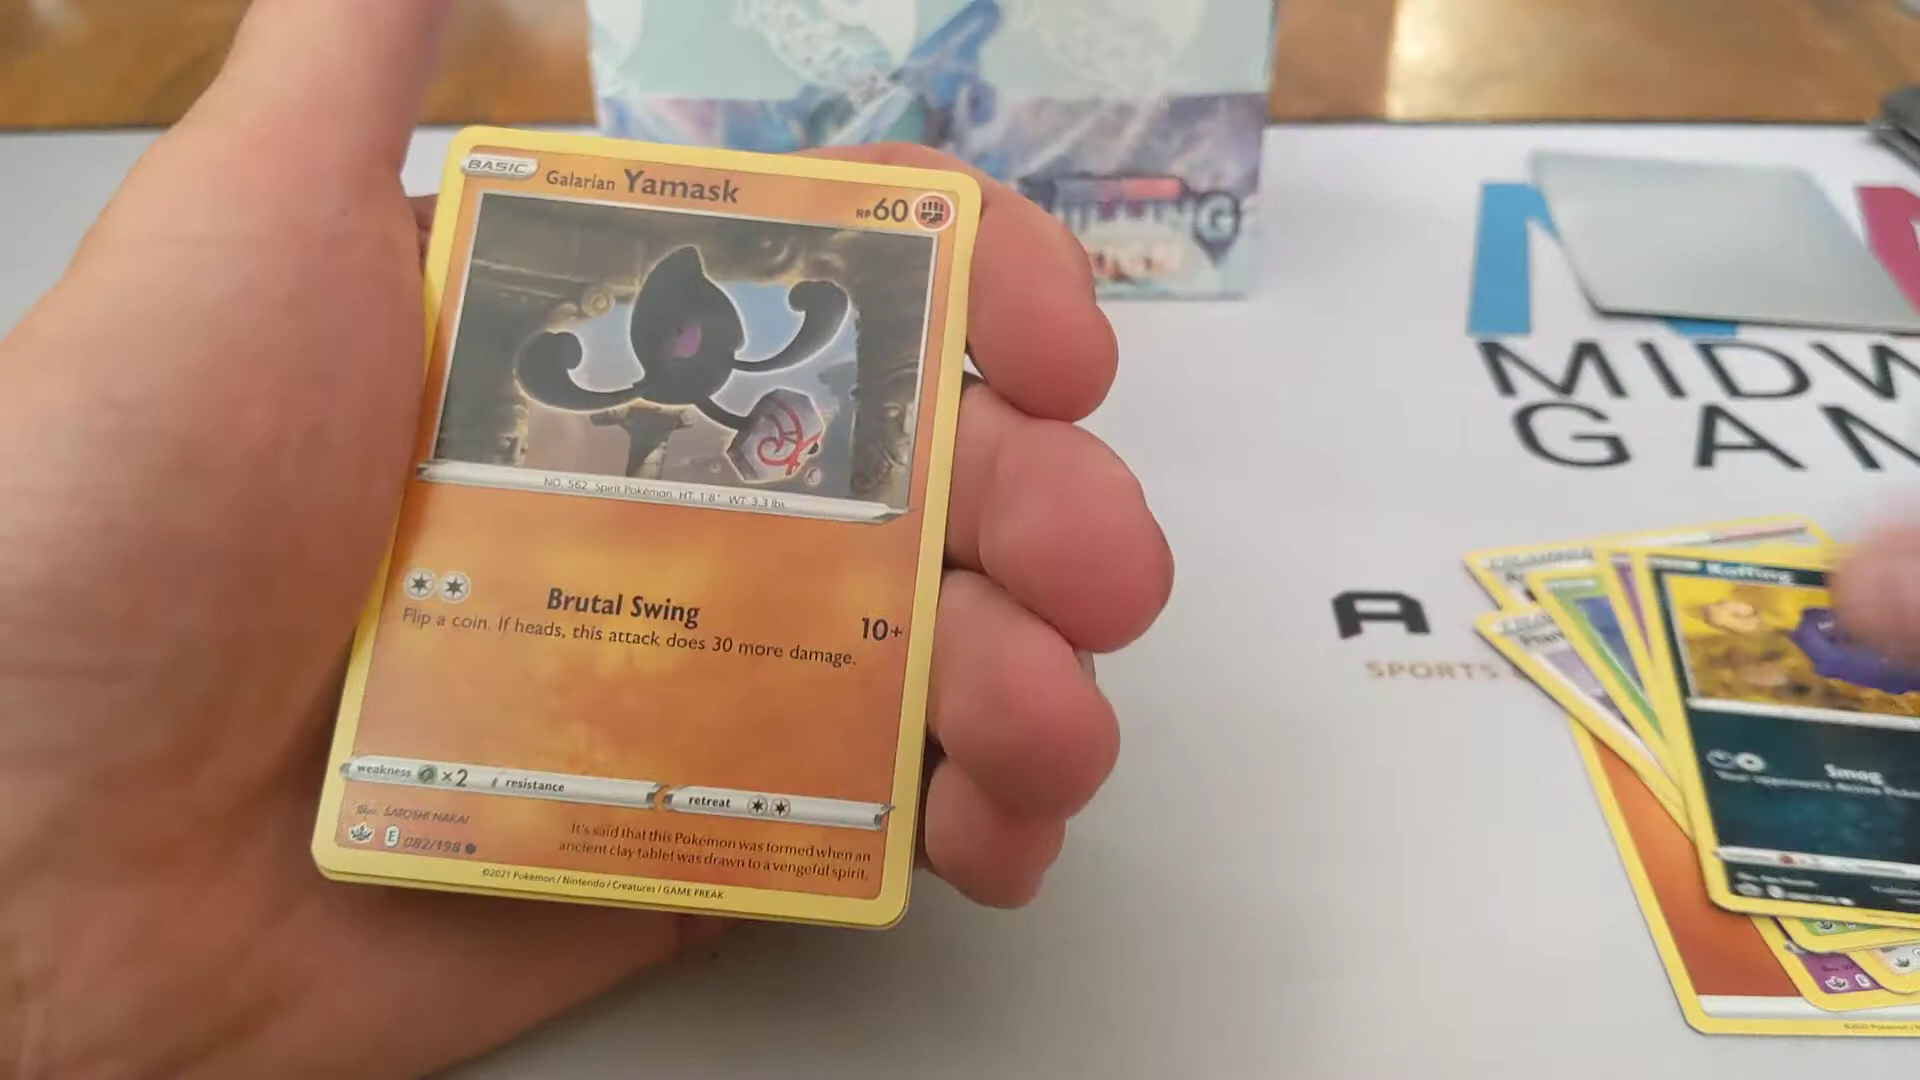 BASIC
Galarian Yamask
HP 60
NO. 562 Spirit Pokémon HT: 1'8" WT: 3.3 lbs.
Brutal Swing
10+
Flip a coin. If heads, this attack does 30 more damage.
weakness ×2 resistance
retreat
Illus. SATOSHI NAKAI
E 082/198
It's said that this Pokémon was formed when an
ancient clay tablet was drawn to a vengeful spirit.
©2021 Pokémon / Nintendo / Creatures / GAME FREAK
MIDW
GAM
SPORTS
Koffing
Smog